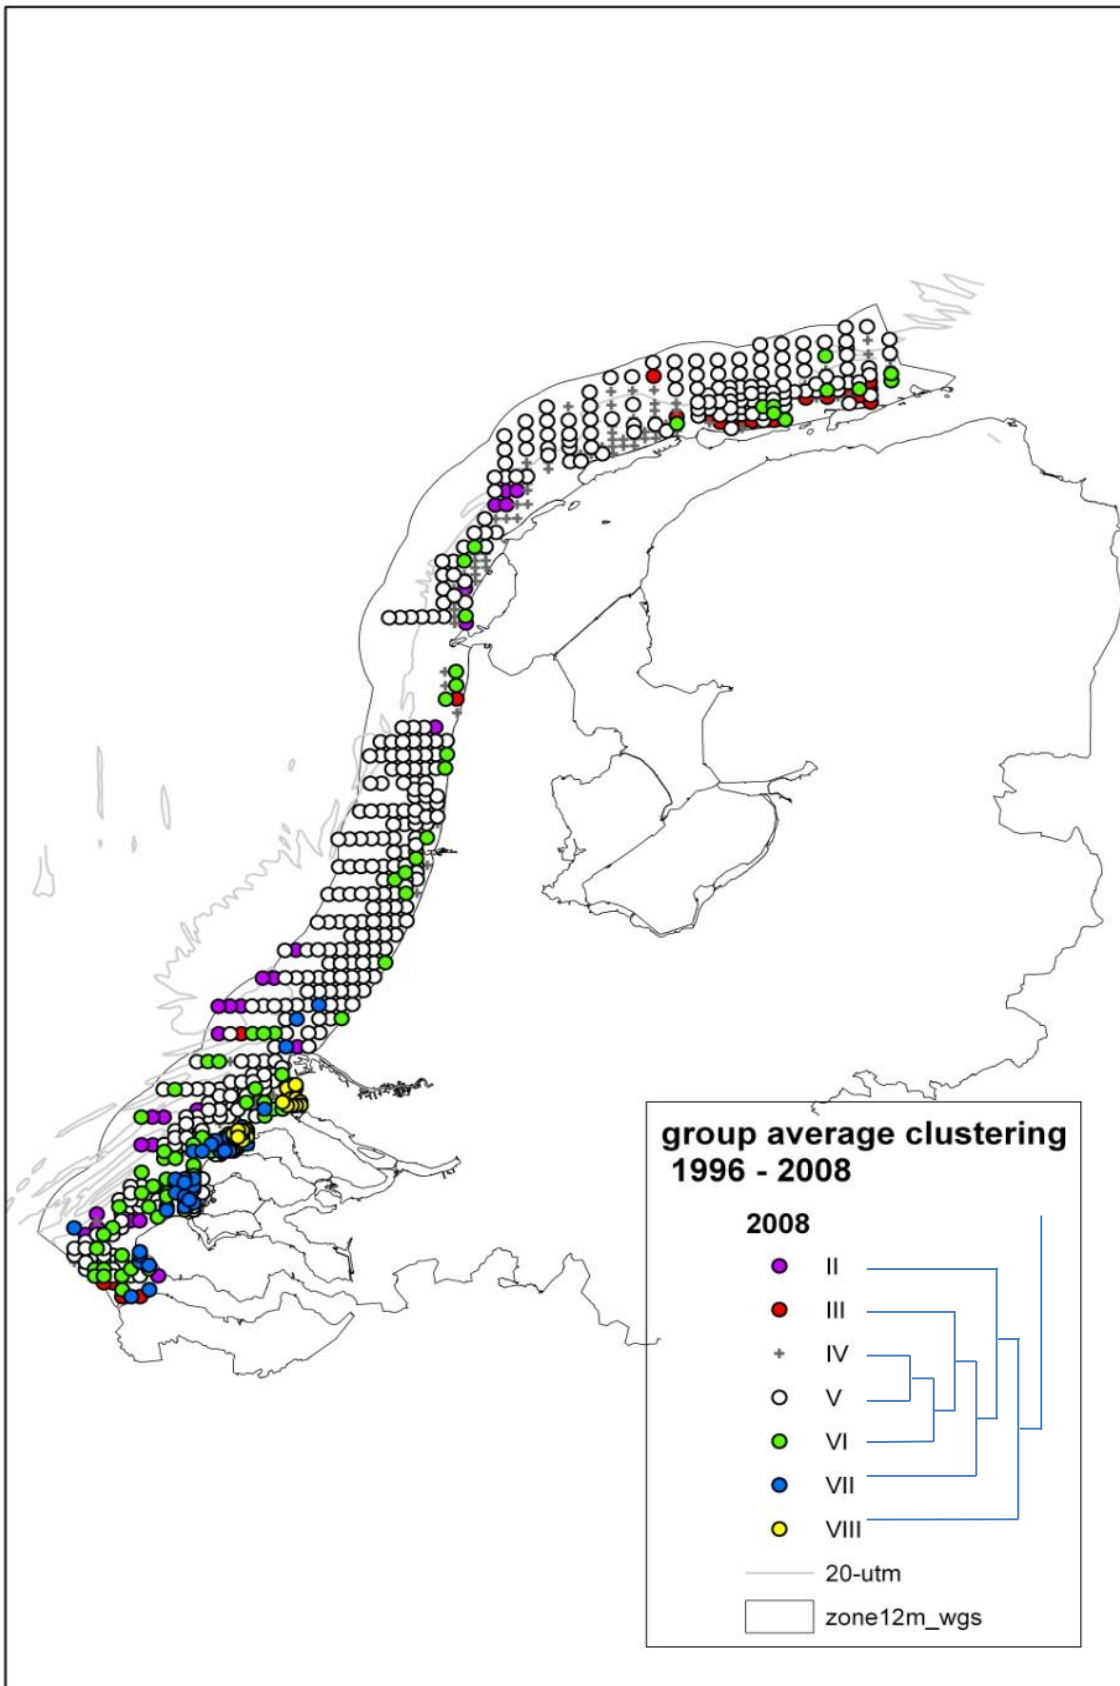 group average clustering
1996 - 2008
2008
II
III
IV
V
VI
VII
VIII
20-utm
zone12m_wgs